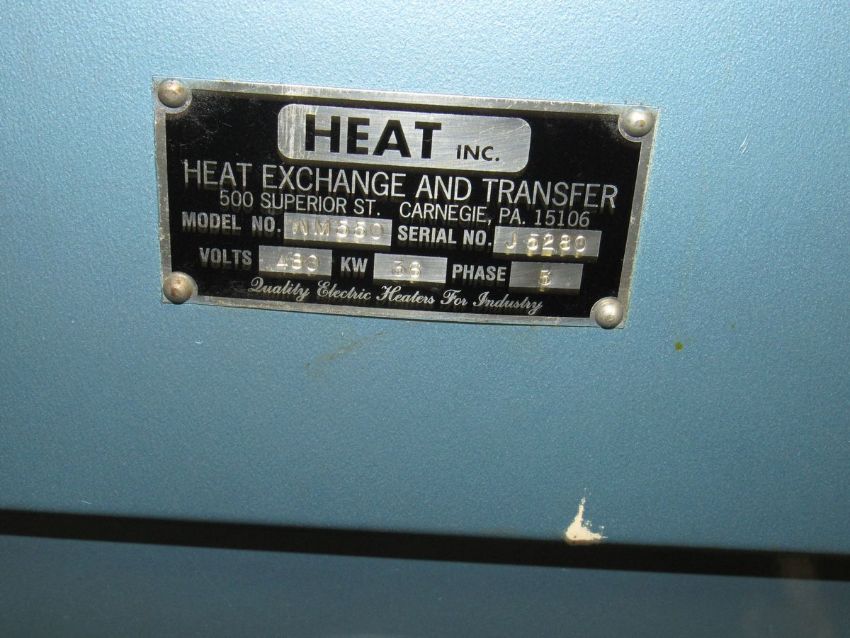 HEAT INC.
HEAT EXCHANGE AND TRANSFER
500 SUPERIOR ST. CARNEGIE, PA. 15106
MODEL NO. SERIAL NO. J5280
VOLTS 480 KW PHASE
Quality Electric Heaters For Industry